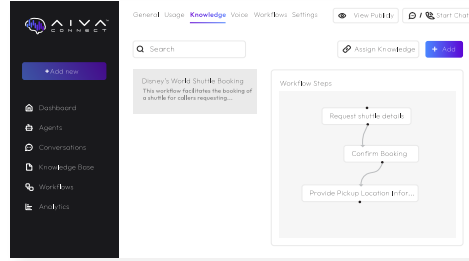 AIVA
CONNECT
General Usage Knowledge Voice Workflows Settings
View Publicly
/ Start Chat
Search
Assign Knowledge
+ Add
+Add new
Dashboard
Agents
Conversations
Knowledge Base
Workflows
Analytics
Disney's World Shuttle Booking
This workflow facilitates the booking of
a shuttle for callers requesting...
Workflow Steps
Request shuttle details
Confirm Booking
Provide Pickup Location Infor...